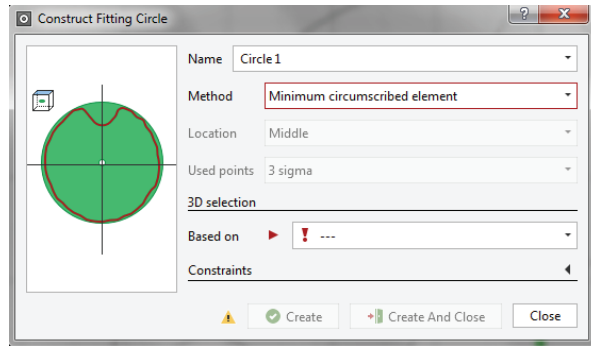 Construct Fitting Circle
?
Name Circle 1
Method Minimum circumscribed element
Location Middle
Used points 3 sigma
3D selection
Based on ! ---
Constraints
Create Create And Close Close